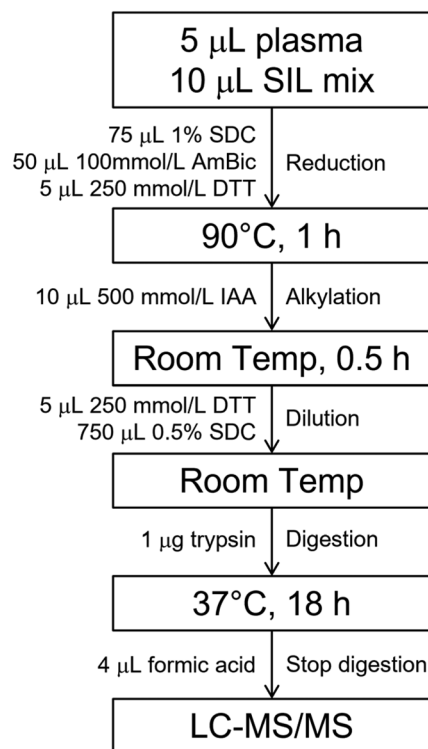 5 μL plasma
10 μL SIL mix
75 μL 1% SDC
50 μL 100mmol/L AmBic
5 μL 250 mmol/L DTT
Reduction
90°C, 1 h
10 μL 500 mmol/L IAA
Alkylation
Room Temp, 0.5 h
5 μL 250 mmol/L DTT
750 μL 0.5% SDC
Dilution
Room Temp
1 μg trypsin
Digestion
37°C, 18 h
4 μL formic acid
Stop digestion
LC-MS/MS